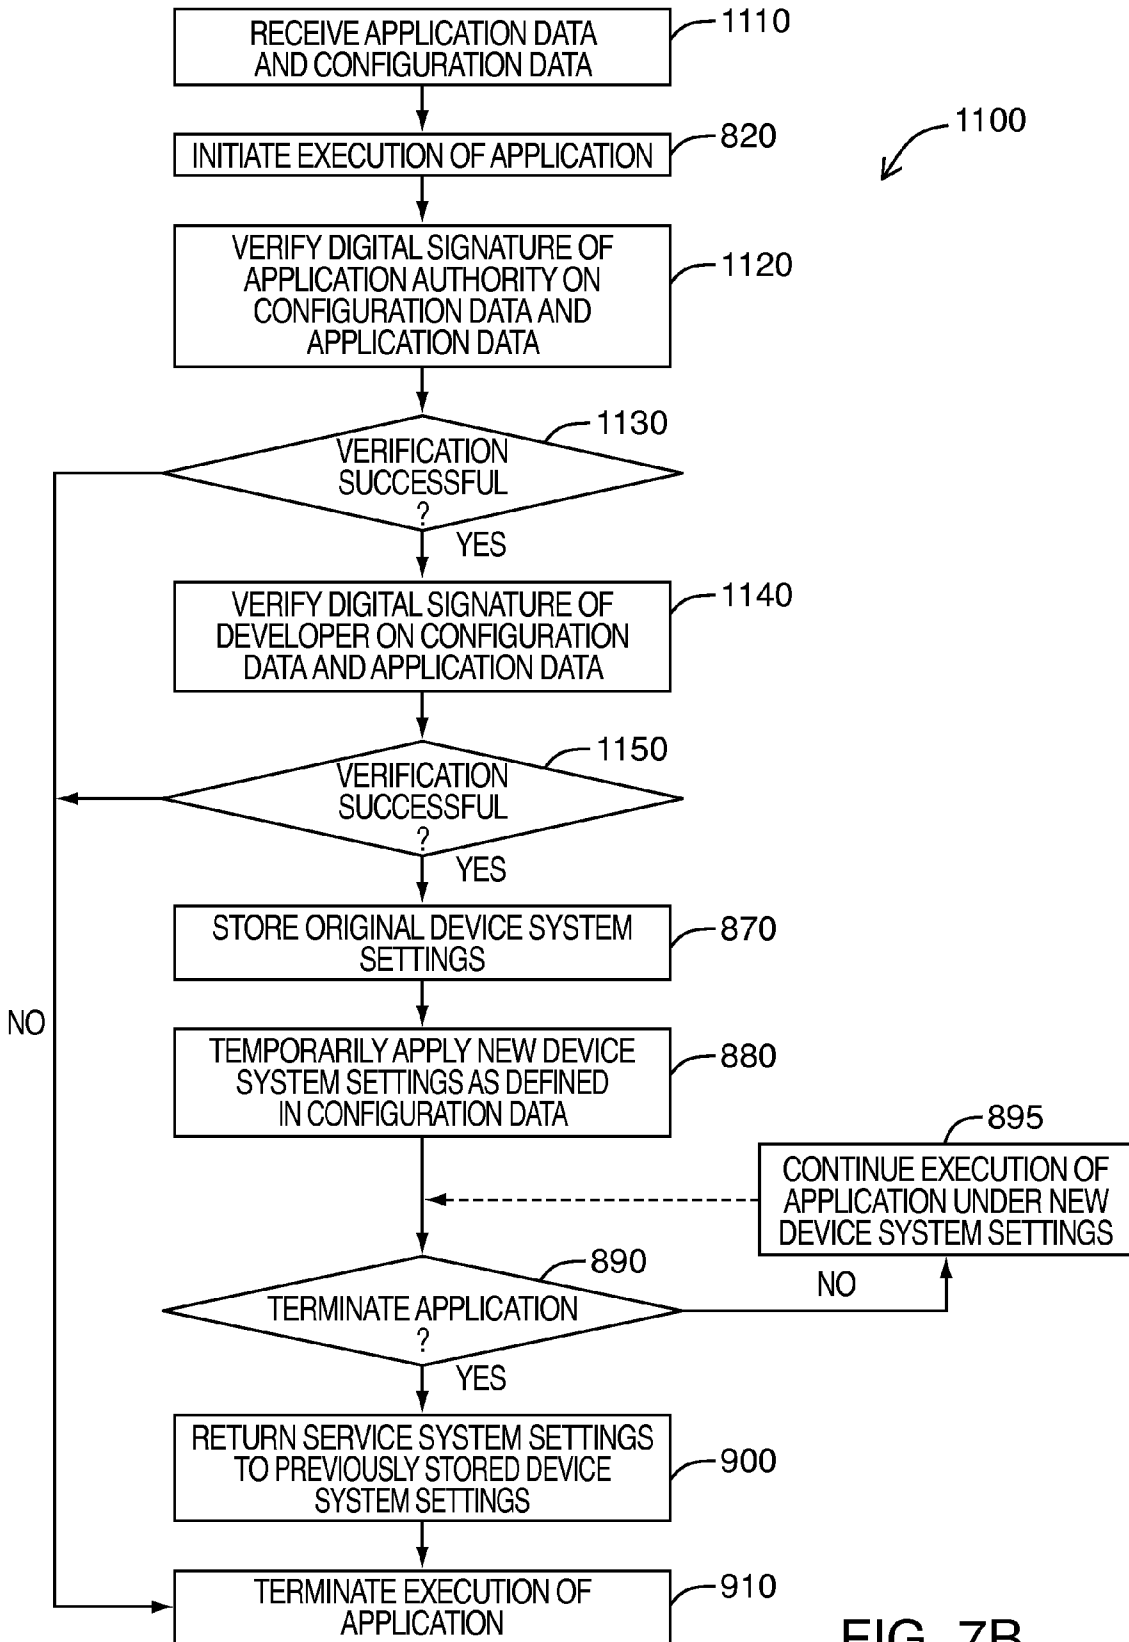 RECEIVE APPLICATION DATA
AND CONFIGURATION DATA
1110
1100
INITIATE EXECUTION OF APPLICATION
820
VERIFY DIGITAL SIGNATURE OF
APPLICATION AUTHORITY ON
CONFIGURATION DATA AND
APPLICATION DATA
1120
1130
VERIFICATION
SUCCESSFUL
?
YES
VERIFY DIGITAL SIGNATURE OF
DEVELOPER ON CONFIGURATION
DATA AND APPLICATION DATA
1140
1150
VERIFICATION
SUCCESSFUL
?
YES
STORE ORIGINAL DEVICE SYSTEM
SETTINGS
870
NO
TEMPORARILY APPLY NEW DEVICE
SYSTEM SETTINGS AS DEFINED
IN CONFIGURATION DATA
880
895
CONTINUE EXECUTION OF
APPLICATION UNDER NEW
DEVICE SYSTEM SETTINGS
890
NO
TERMINATE APPLICATION
?
YES
RETURN SERVICE SYSTEM SETTINGS
TO PREVIOUSLY STORED DEVICE
SYSTEM SETTINGS
900
TERMINATE EXECUTION OF
APPLICATION
910
FIG. 7B